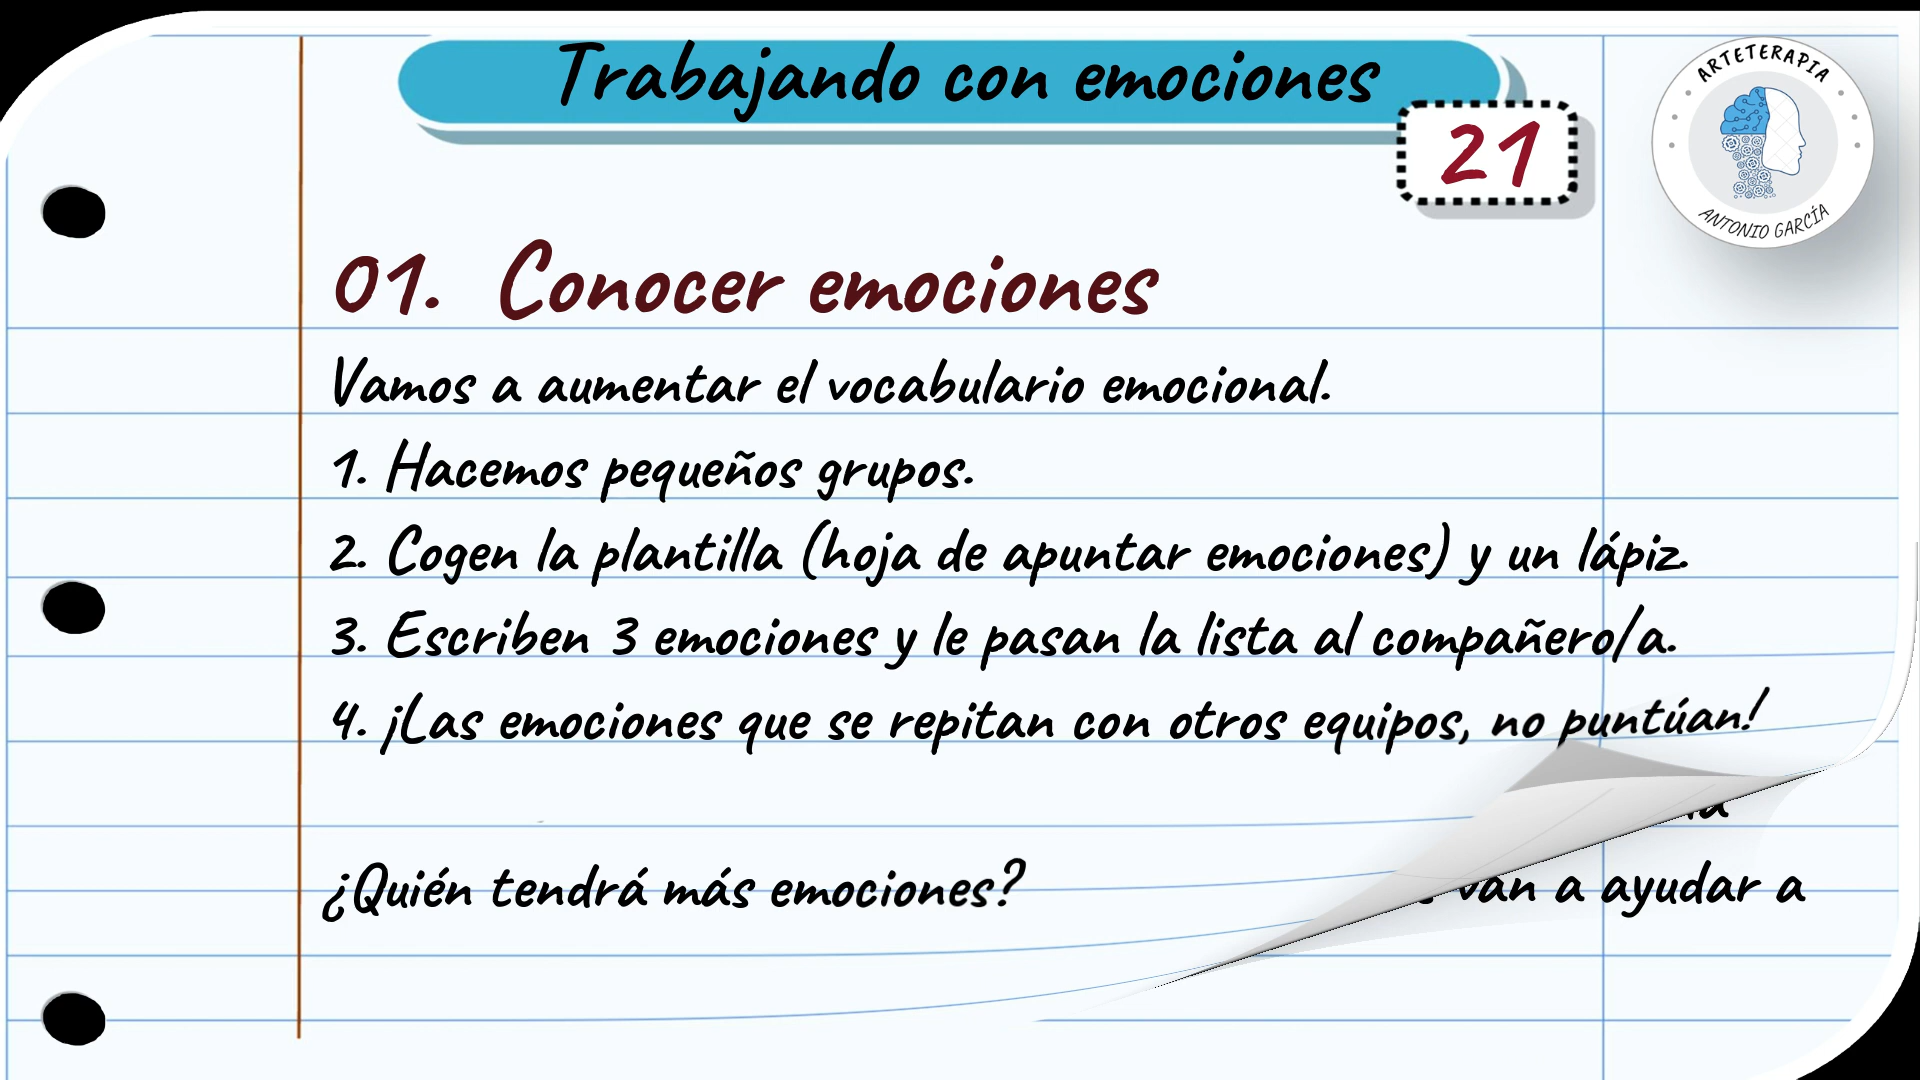 Trabajando con emociones
21
ARTETERAPIA
ANTONIO GARCÍA
01. Conocer emociones
Vamos a aumentar el vocabulario emocional.
1. Hacemos pequeños grupos.
2. Cogen la plantilla (hoja de apuntar emociones) y un lápiz.
3. Escriben 3 emociones y le pasan la lista al compañero/a.
4. ¡Las emociones que se repitan con otros equipos, no puntúan!
¿Quién tendrá más emociones?
van a ayudar a